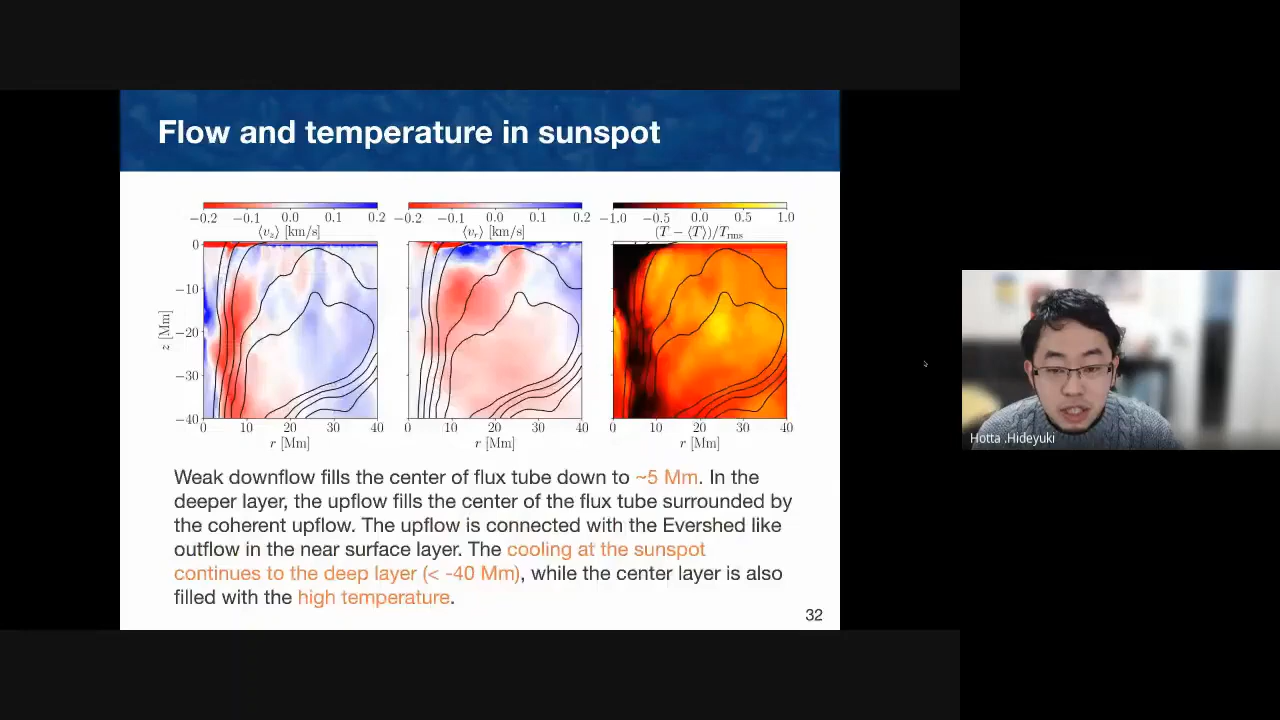 Flow and temperature in sunspot
−0.2 −0.1 0.0 0.1 0.2 −0.2 −0.1 0.0 0.1 0.2 −1.0 −0.5 0.0 0.5 1.0
⟨v_z⟩ [km/s] ⟨v_r⟩ [km/s] (T − ⟨T⟩)/T_rms
0
−10
−20
−30
−40
z [Mm]
0 10 20 30 40 0 10 20 30 40 0 10 20 30 40
r [Mm] r [Mm] r [Mm]
Weak downflow fills the center of flux tube down to ~5 Mm. In the
deeper layer, the upflow fills the center of the flux tube surrounded by
the coherent upflow. The upflow is connected with the Evershed like
outflow in the near surface layer. The cooling at the sunspot
continues to the deep layer (< -40 Mm), while the center layer is also
filled with the high temperature.
32
Hotta .Hideyuki